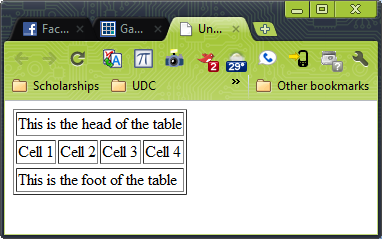 Fac...
Ga...
Un...
2
29°
Scholarships
UDC
»
Other bookmarks
This is the head of the table
Cell 1 Cell 2 Cell 3 Cell 4
This is the foot of the table